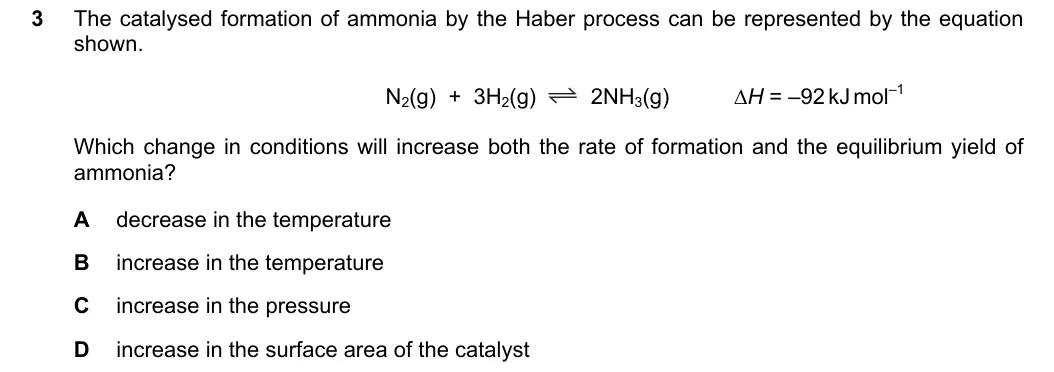 3 The catalysed formation of ammonia by the Haber process can be represented by the equation
shown.
N₂(g) + 3H₂(g) ⇌ 2NH₃(g) ΔH = –92 kJ mol⁻¹
Which change in conditions will increase both the rate of formation and the equilibrium yield of
ammonia?
A decrease in the temperature
B increase in the temperature
C increase in the pressure
D increase in the surface area of the catalyst